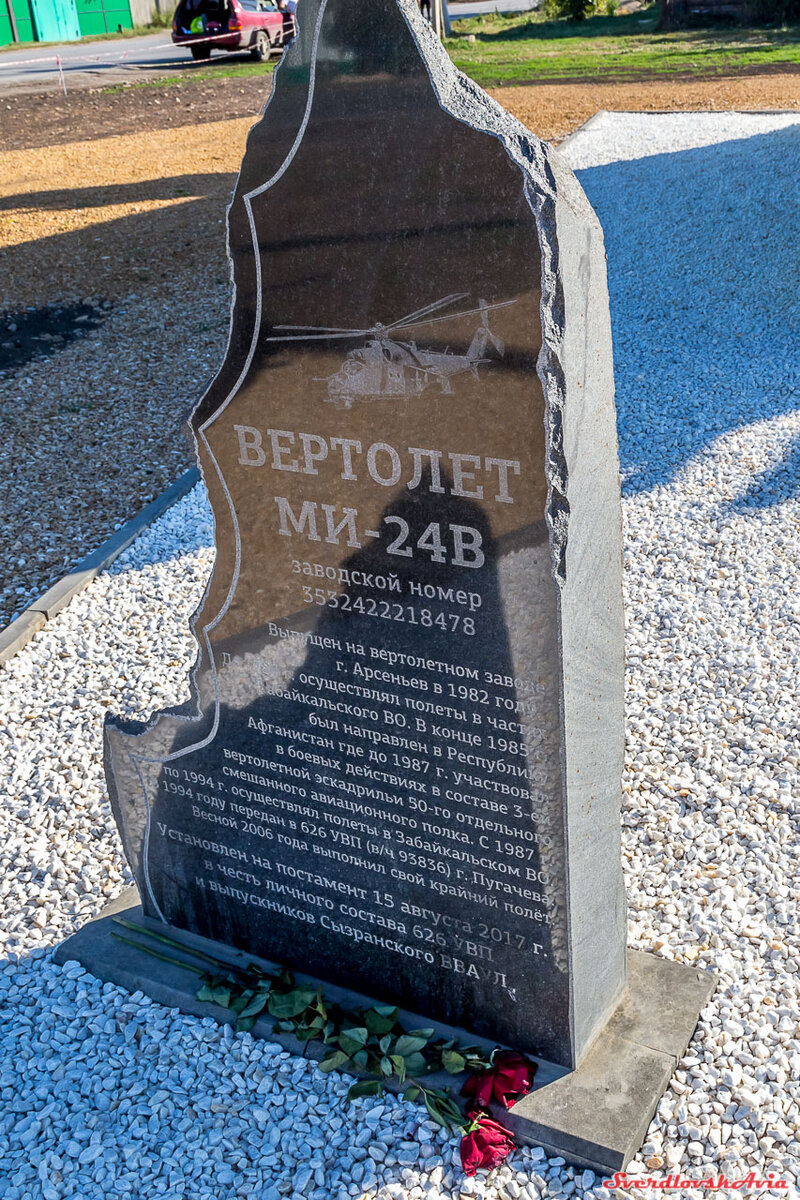 ВЕРТОЛЕТ
МИ-24В
заводской номер
3532422218478
Выпущен на вертолетном заводе
г. Арсеньев в 1982 году.
осуществлял полеты в частях
Забайкальского ВО. В конце 1985 г.
был направлен в Республику
Афганистан где до 1987 г. участвовал
в боевых действиях в составе 3-ей
вертолетной эскадрильи 50-го отдельного
смешанного авиационного полка. С 1987
по 1994 г. осуществлял полеты в Забайкальском ВО.
1994 году передан в 626 УВП (в/ч 93836) г. Пугачева.
Весной 2006 года выполнил свой крайний полёт.
Установлен на постамент 15 августа 2017 г.
в честь личного состава 626 УВП
и выпускников Сызранского ВВАУЛ
SverdlovskAvia